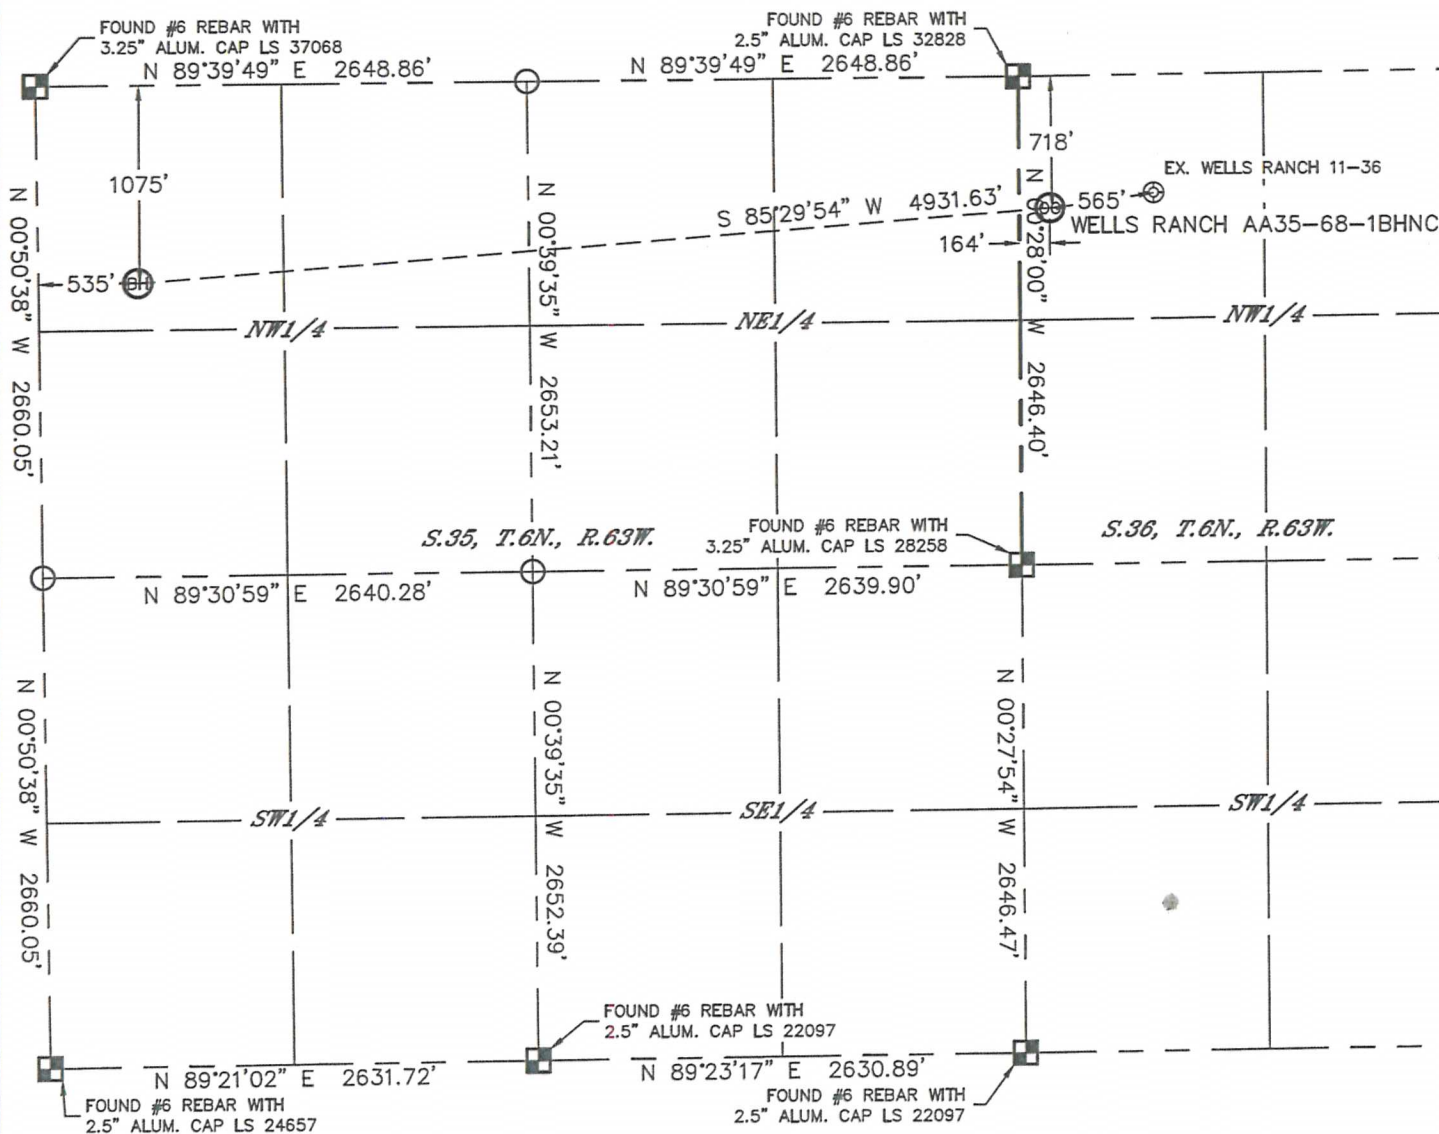 FOUND #6 REBAR WITH
3.25" ALUM. CAP LS 37068
FOUND #6 REBAR WITH
2.5" ALUM. CAP LS 32828
N 89°39'49" E 2648.86'
N 89°39'49" E 2648.86'
718'
EX. WELLS RANCH 11-36
1075'
S 85°29'54" W 4931.63'
565'
WELLS RANCH AA35-68-1BHNC
164'
535'
BH
N 00°50'38" W 2660.05'
N 00°39'35" W 2653.21'
N 00°28'00" W 2646.40'
NW1/4
NE1/4
NW1/4
S.35, T.6N., R.63W.
FOUND #6 REBAR WITH
3.25" ALUM. CAP LS 28258
S.36, T.6N., R.63W.
N 89°30'59" E 2640.28'
N 89°30'59" E 2639.90'
N 00°50'38" W 2660.05'
N 00°39'35" W 2652.39'
N 00°27'54" W 2646.47'
SW1/4
SE1/4
SW1/4
FOUND #6 REBAR WITH
2.5" ALUM. CAP LS 22097
N 89°21'02" E 2631.72'
N 89°23'17" E 2630.89'
FOUND #6 REBAR WITH
2.5" ALUM. CAP LS 24657
FOUND #6 REBAR WITH
2.5" ALUM. CAP LS 22097